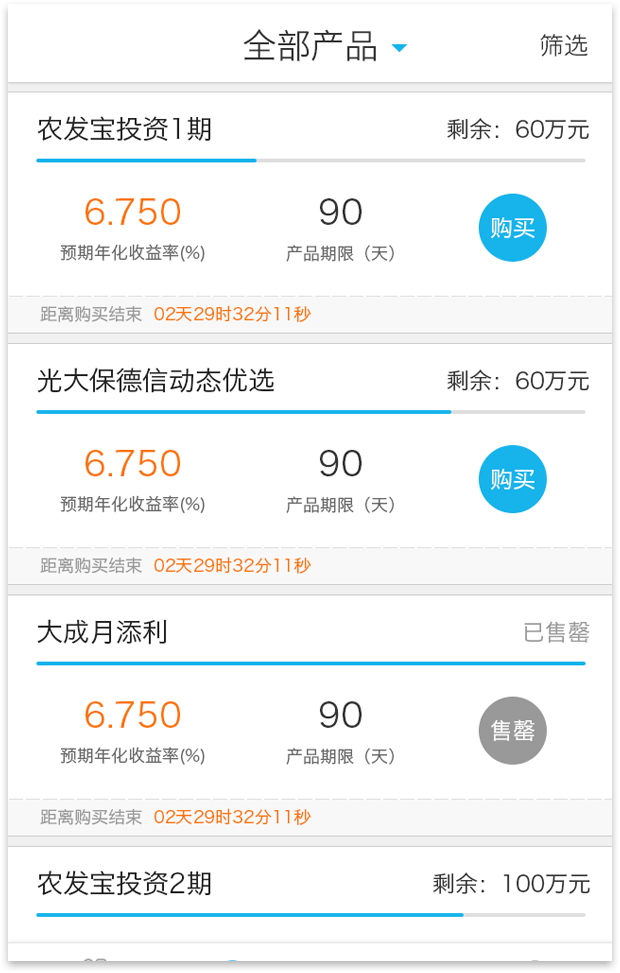 全部产品 筛选
农发宝投资1期 剩余：60万元
6.750 90 购买
预期年化收益率(%) 产品期限（天）
距离购买结束 02天29时32分11秒
光大保德信动态优选 剩余：60万元
6.750 90 购买
预期年化收益率(%) 产品期限（天）
距离购买结束 02天29时32分11秒
大成月添利 已售罄
6.750 90 售罄
预期年化收益率(%) 产品期限（天）
距离购买结束 02天29时32分11秒
农发宝投资2期 剩余：100万元